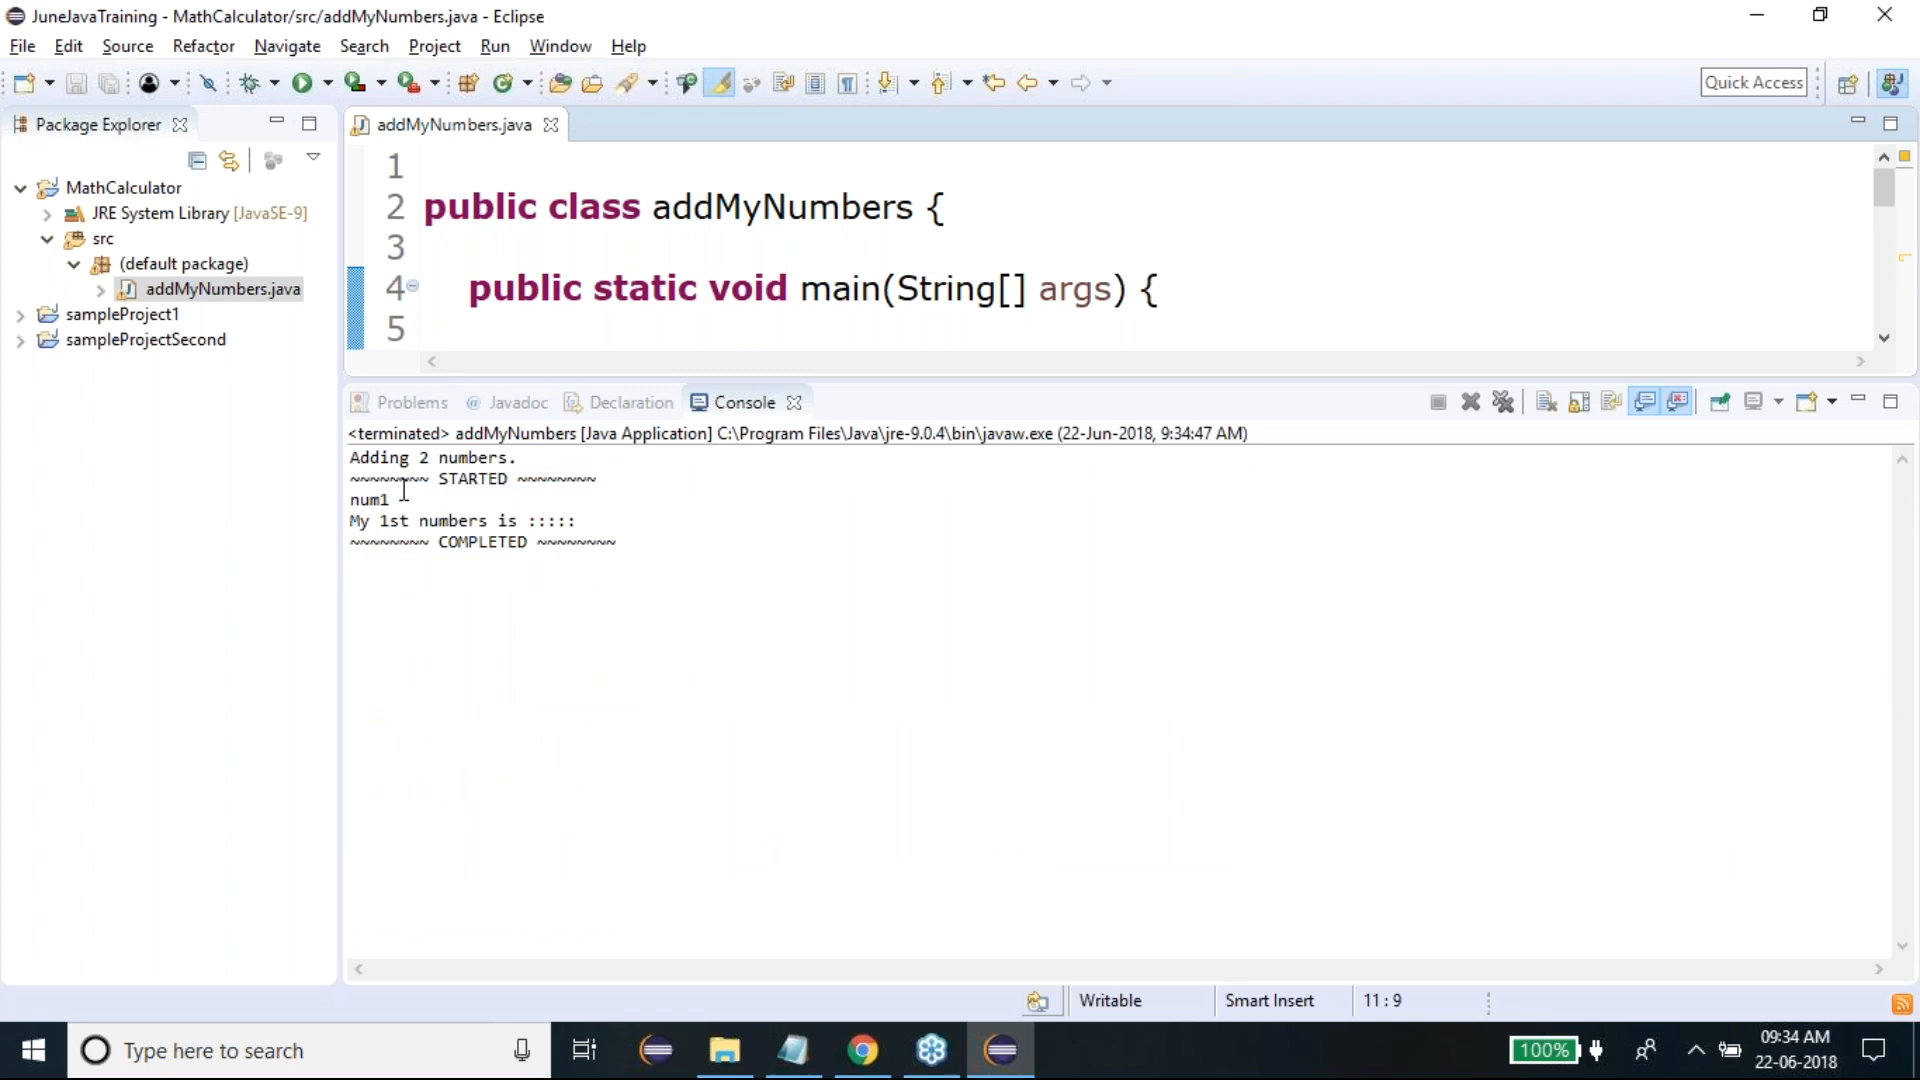 JuneJavaTraining - MathCalculator/src/addMyNumbers.java - Eclipse
File Edit Source Refactor Navigate Search Project Run Window Help
Quick Access
Package Explorer
MathCalculator
JRE System Library [JavaSE-9]
src
(default package)
addMyNumbers.java
sampleProject1
sampleProjectSecond
addMyNumbers.java
1
2 public class addMyNumbers {
3
4 public static void main(String[] args) {
5
Problems @ Javadoc Declaration Console
<terminated> addMyNumbers [Java Application] C:\Program Files\Java\jre-9.0.4\bin\javaw.exe (22-Jun-2018, 9:34:47 AM)
Adding 2 numbers.
~~~~~~~~ STARTED ~~~~~~~~
num1
My 1st numbers is :::::
~~~~~~~~ COMPLETED ~~~~~~~~
Writable Smart Insert 11 : 9
Type here to search
100%
09:34 AM
22-06-2018